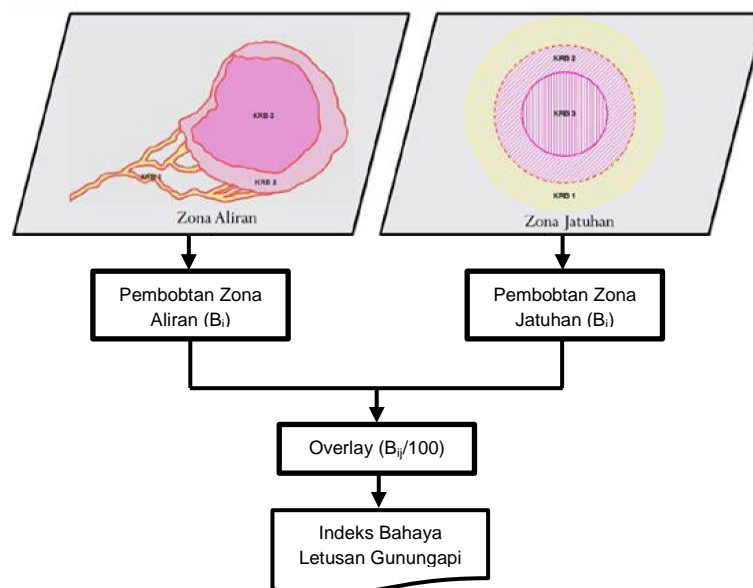 KRB 3
KRB 1
KRB 2
Zona Aliran
KRB 2
KRB 3
KRB 1
Zona Jatuhan
Pembobtan Zona
Aliran (Bi)
Pembobtan Zona
Jatuhan (Bi)
Overlay (Bij/100)
Indeks Bahaya
Letusan Gunungapi